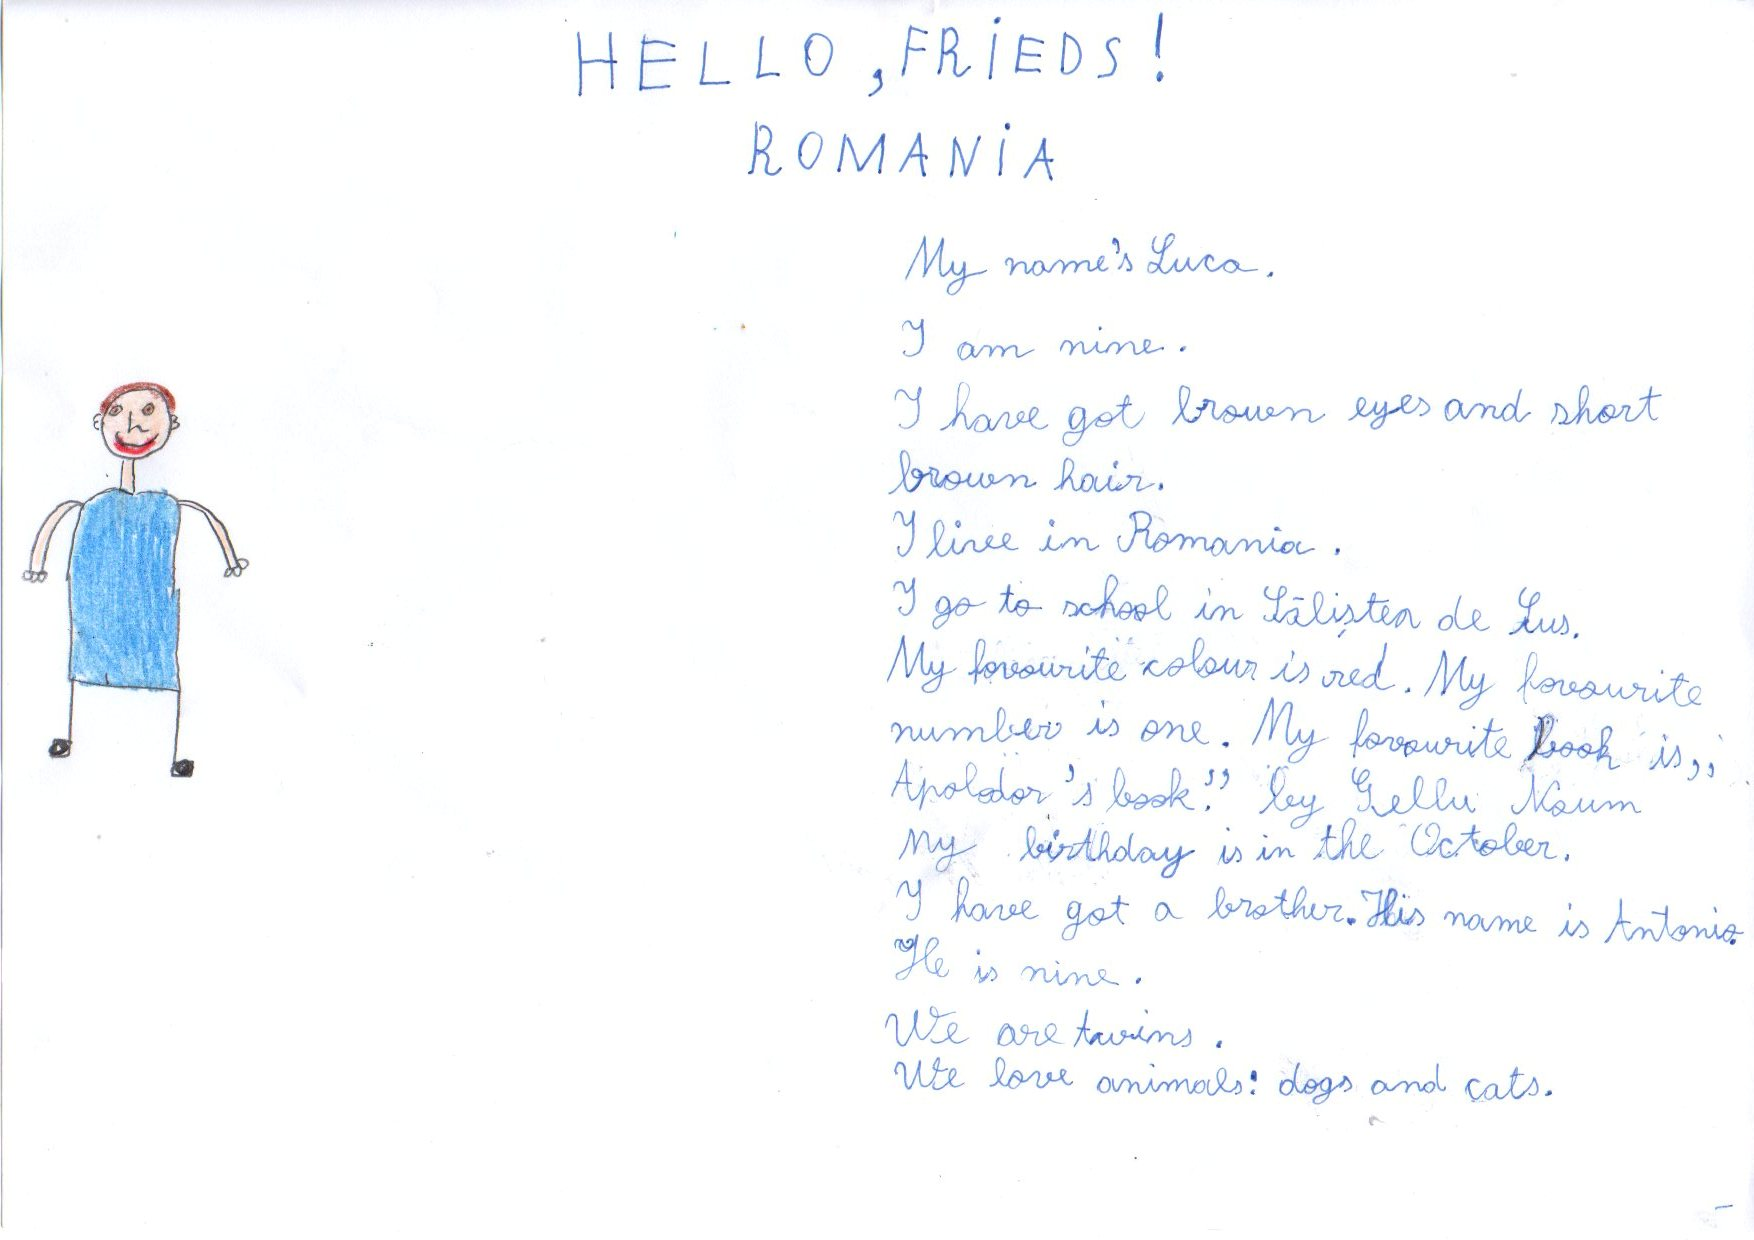 HELLO, FRiEDS!
ROMANiA
My name's Luca.
I am nine.
I have got brown eyes and short
brown hair.
I live in Romania.
I go to school in Săliștea de Sus.
My favourite colour is red. My favourite
number is one. My favourite book is ,,
Apolodor's book." by Gellu Naum
My birthday is in the October.
I have got a brother. His name is Antonio.
He is nine.
We are twins.
We love animals: dogs and cats.